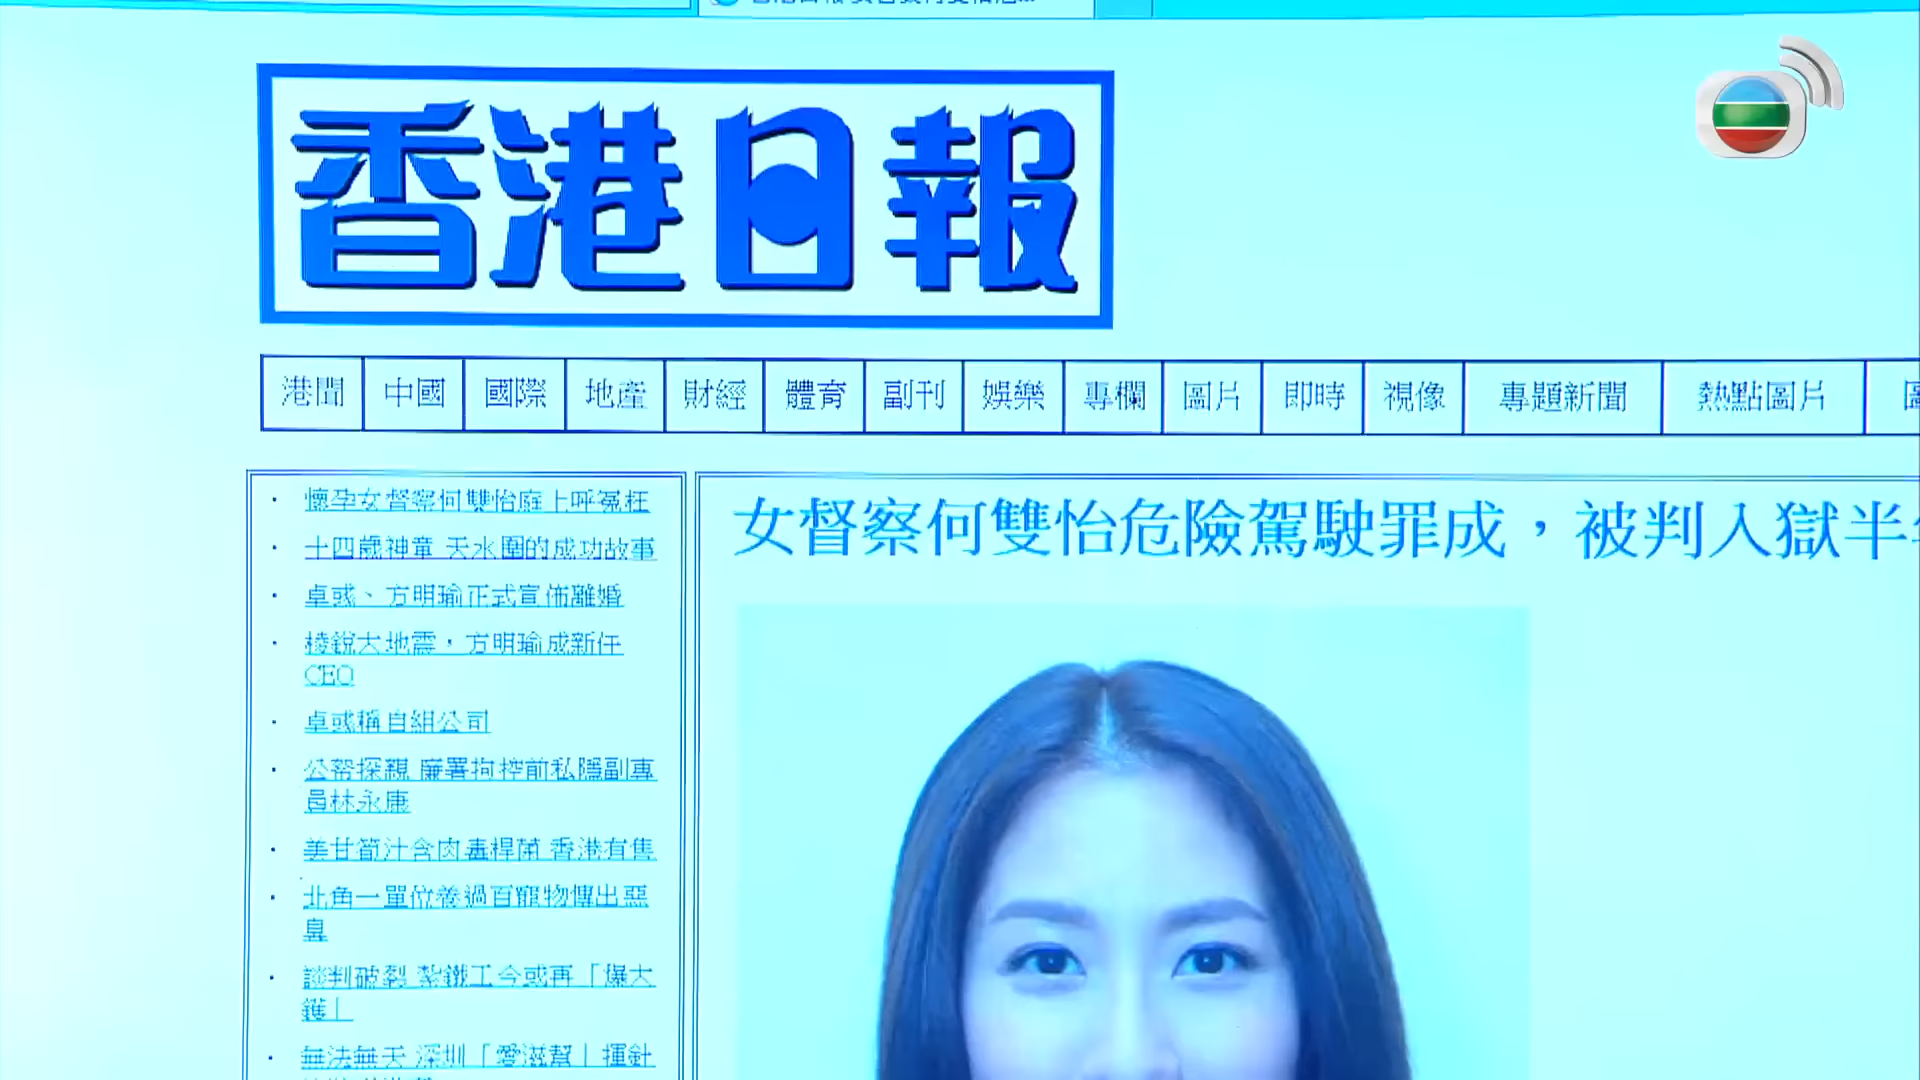 香港日報
港聞 中國 國際 地產 財經 體育 副刊 娛樂 專欄 圖片 即時 視像 專題新聞 熱點圖片
女督察何雙怡危險駕駛罪成，被判入獄半
懷孕女督察何雙怡庭上呼冤枉
十四歲神童 天水圍的成功故事
卓彧、方明瑜正式宣佈離婚
稜銳大地震，方明瑜成新任
CEO
卓彧稱自組公司
公帑探親 廉署拘控前私隱副專
員林永康
美甘筍汁含肉毒桿菌 香港有售
北角一單位養過百寵物傳出惡
臭
談判破裂 紮鐵工今或再「爆大
鑊」
無法無天 深圳「愛滋幫」揮針